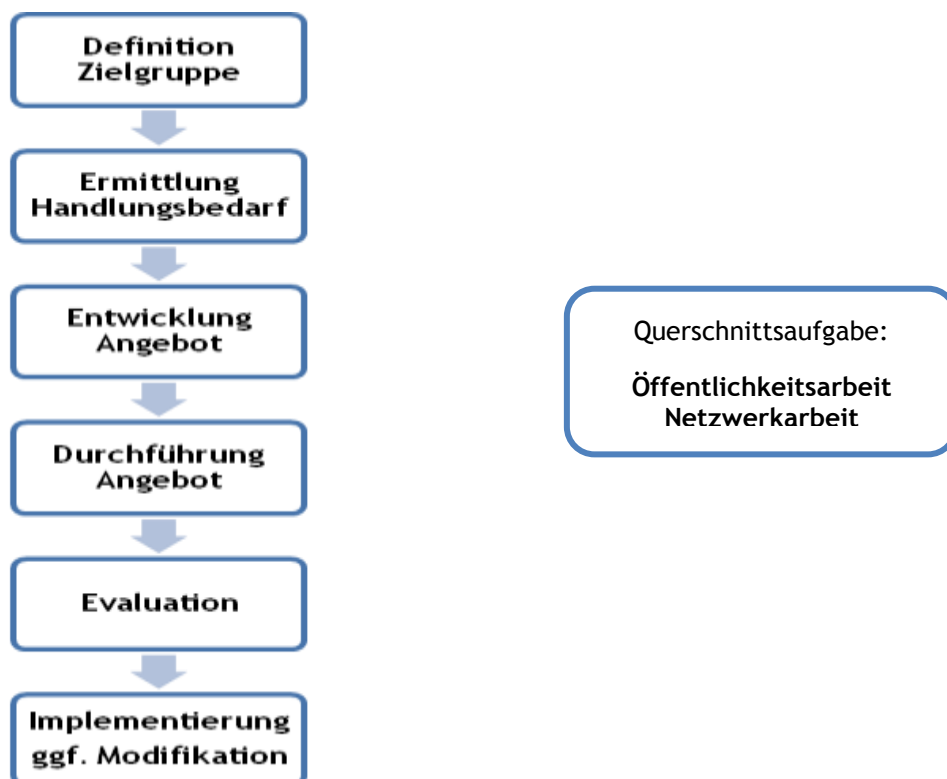 Definition
Zielgruppe
Ermittlung
Handlungsbedarf
Entwicklung
Angebot
Durchführung
Angebot
Evaluation
Implementierung
ggf. Modifikation
Querschnittsaufgabe:
Öffentlichkeitsarbeit
Netzwerkarbeit